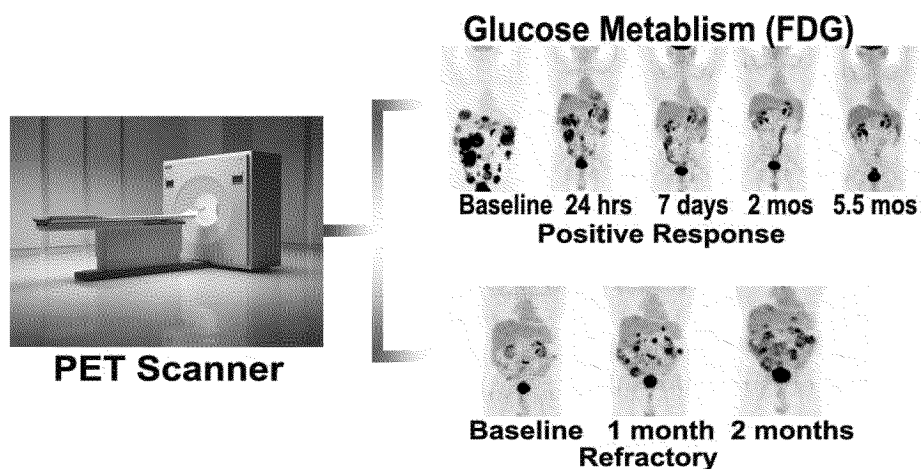 Glucose Metablism (FDG)
Baseline 24 hrs 7 days 2 mos 5.5 mos
Positive Response
PET Scanner
Baseline 1 month 2 months
Refractory